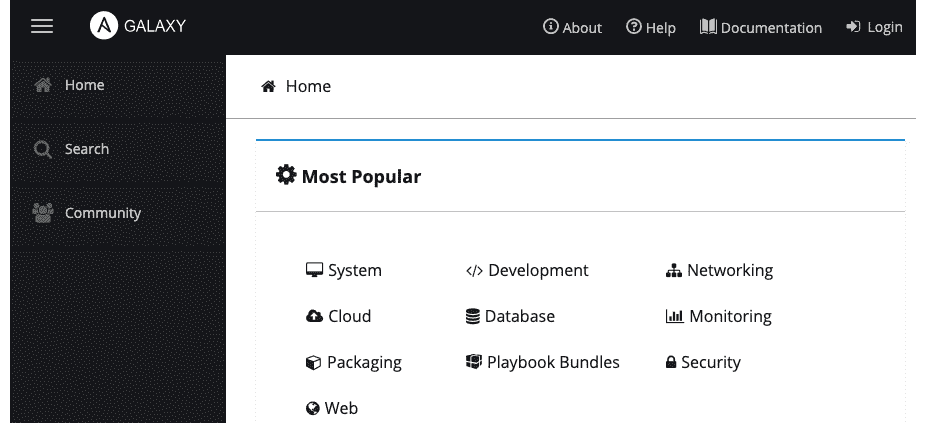 GALAXY About Help Documentation Login
Home
Search
Community
Home
Most Popular
System Development Networking
Cloud Database Monitoring
Packaging Playbook Bundles Security
Web